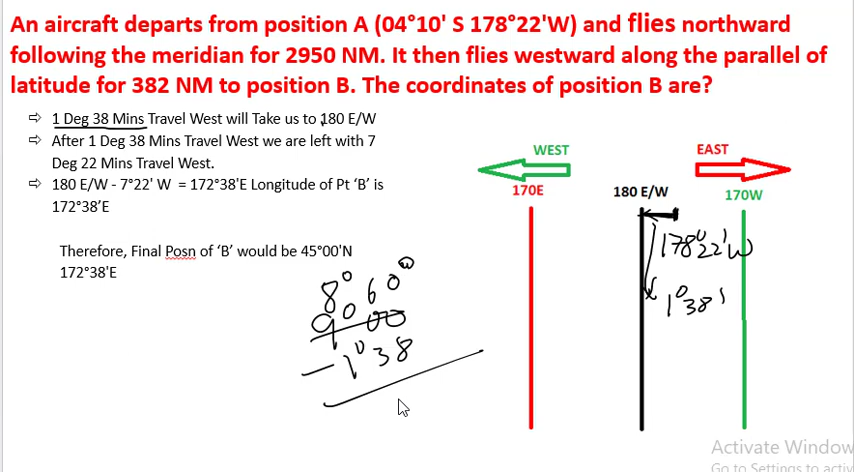 An aircraft departs from position A (04°10' S 178°22'W) and flies northward
following the meridian for 2950 NM. It then flies westward along the parallel of
latitude for 382 NM to position B. The coordinates of position B are?
⇨ 1 Deg 38 Mins Travel West will Take us to 180 E/W
⇨ After 1 Deg 38 Mins Travel West we are left with 7
Deg 22 Mins Travel West.
⇨ 180 E/W - 7°22' W = 172°38'E Longitude of Pt ‘B’ is
172°38’E
Therefore, Final Posn of ‘B’ would be 45°00'N
172°38'E
WEST
EAST
170E
180 E/W
170W
178°22'W
1°38'
8° 60
9° 00
- 1° 38
Activate Window
Go to Settings to activ